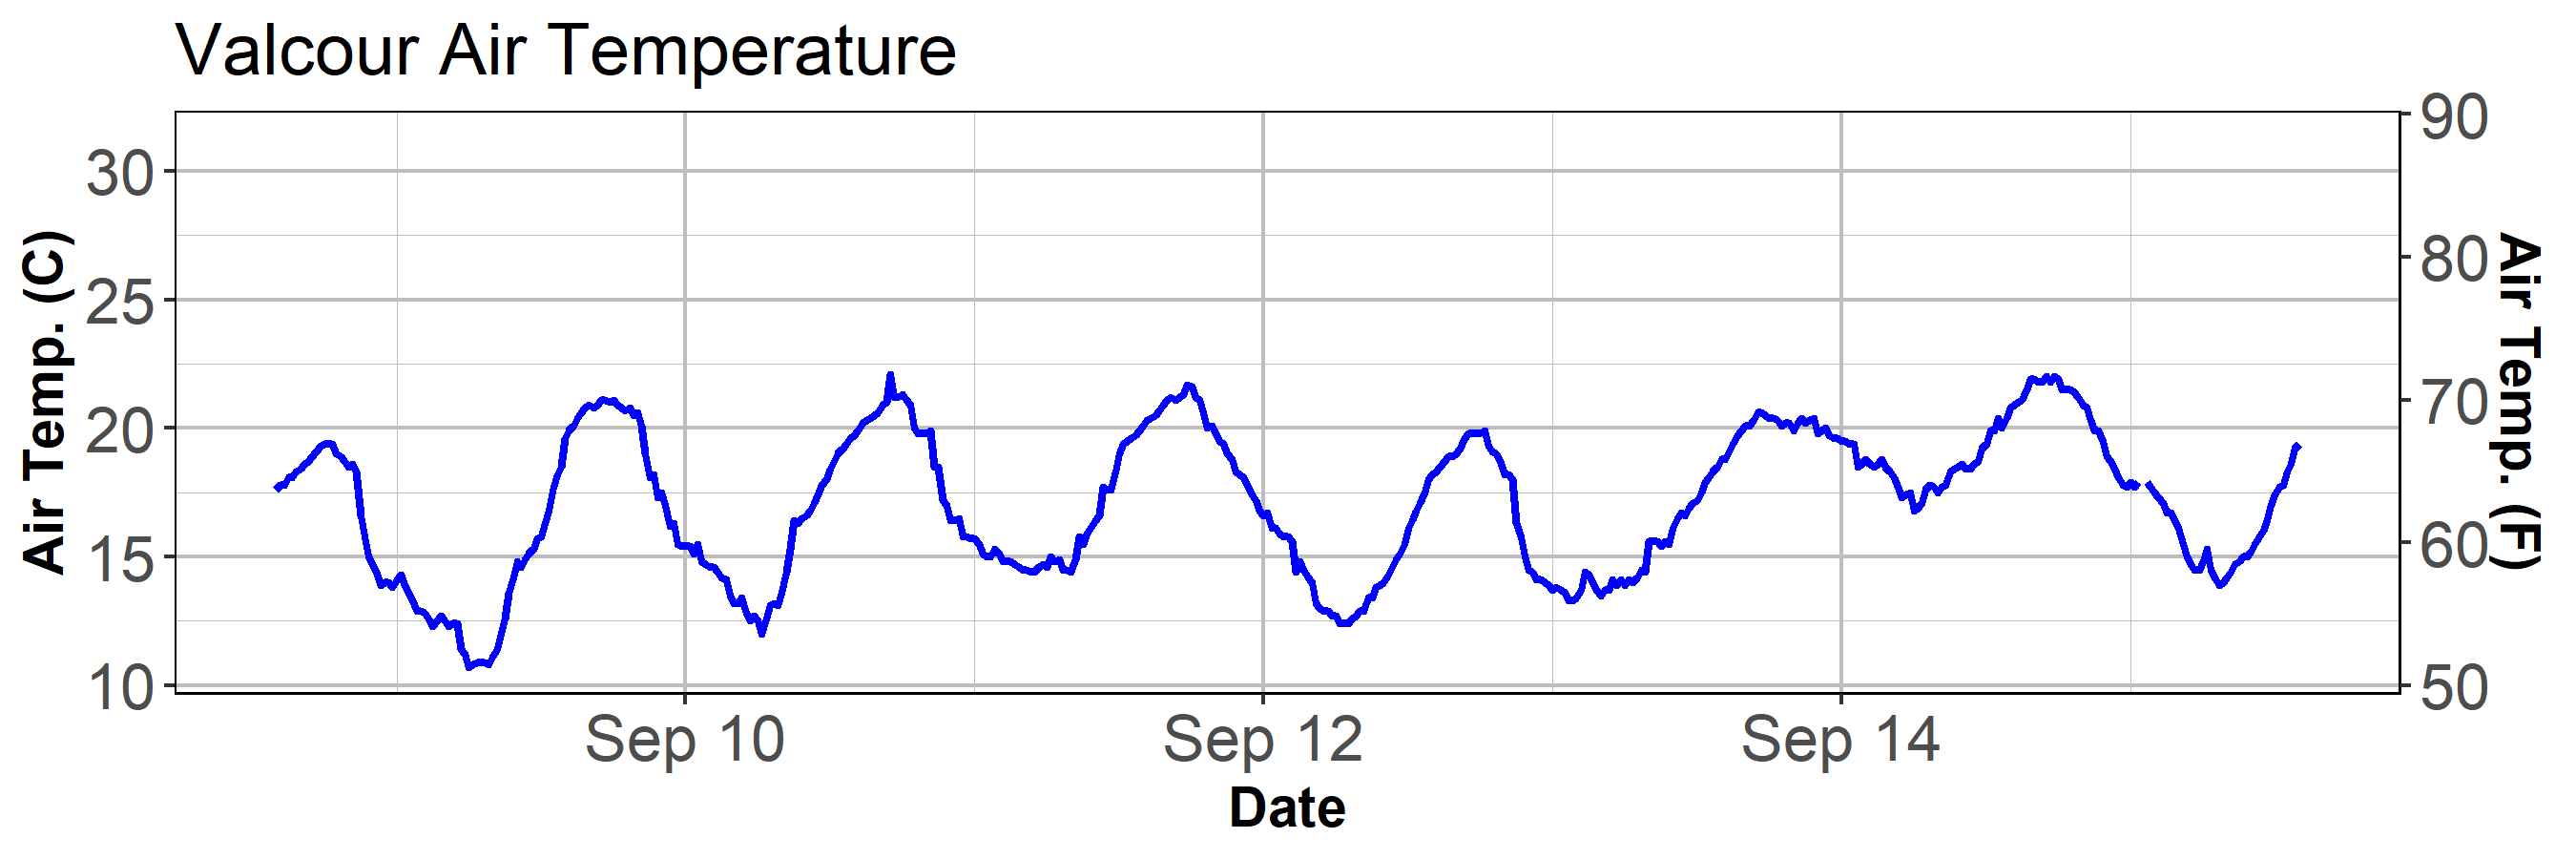 Valcour Air Temperature
Air Temp. (C)
30
25
20
15
10
90
80
70
60
50
Air Temp. (F)
Sep 10
Sep 12
Sep 14
Date